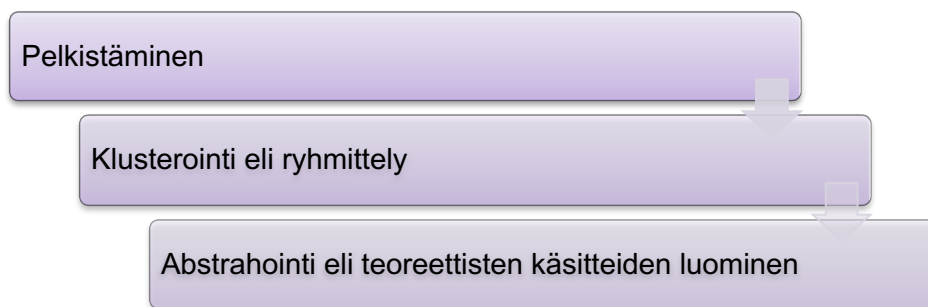 Pelkistäminen
Klusterointi eli ryhmittely
Abstrahointi eli teoreettisten käsitteiden luominen